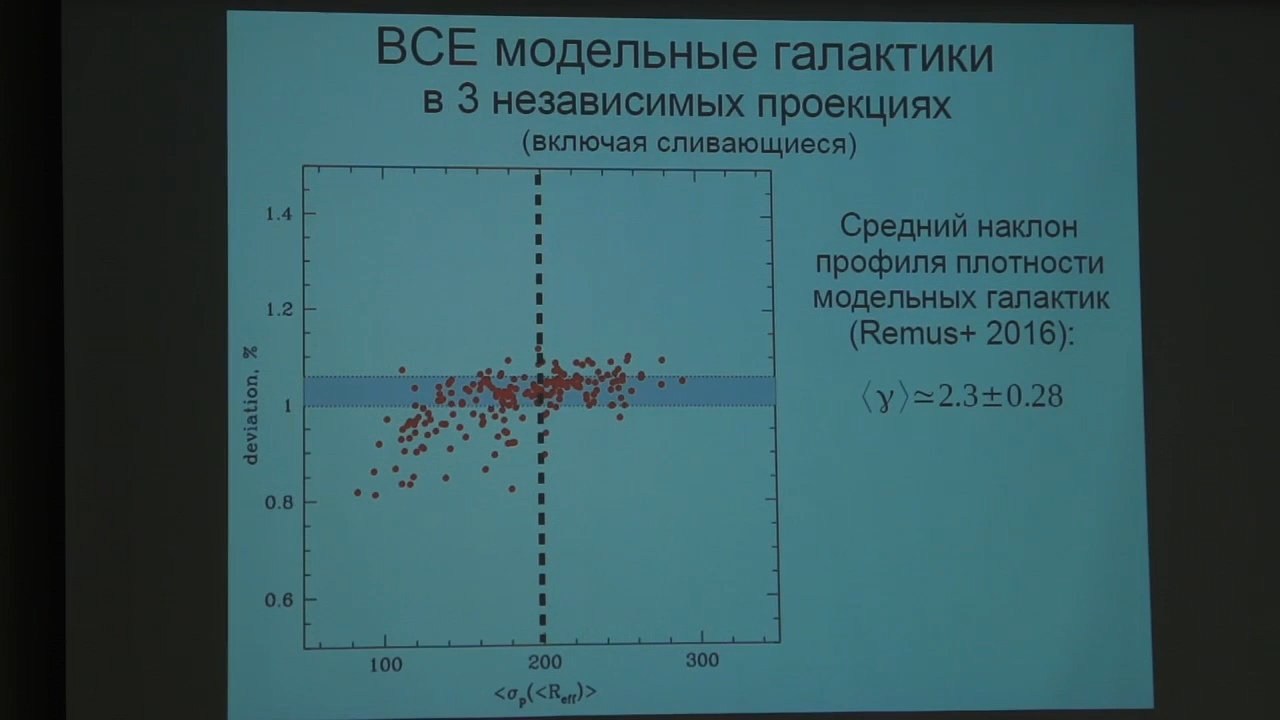 ВСЕ модельные галактики
в 3 независимых проекциях
(включая сливающиеся)
1.4
1.2
1
0.8
0.6
deviation, %
100 200 300
<σp(<Reff)>
Средний наклон
профиля плотности
модельных галактик
(Remus+ 2016):
⟨γ⟩≃2.3±0.28